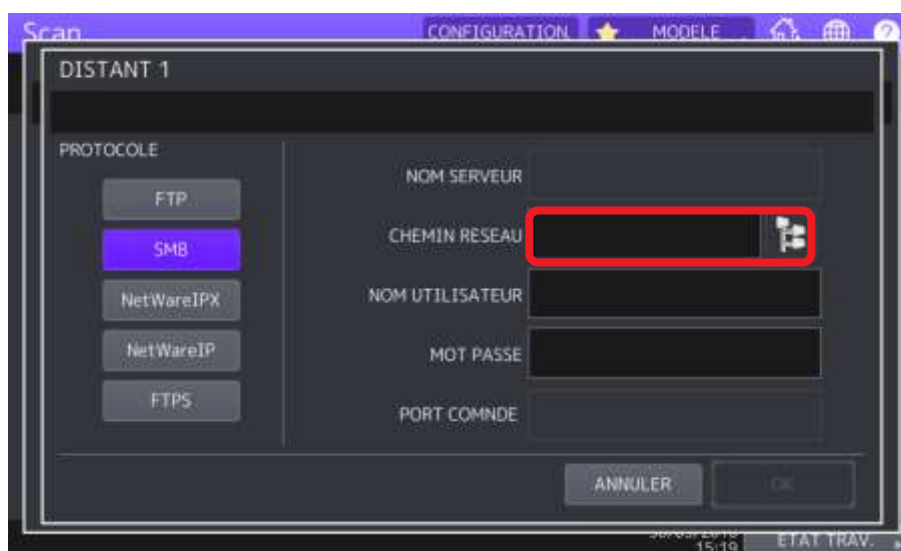 Scan
CONFIGURATION
MODELE
?
DISTANT 1
PROTOCOLE
FTP
SMB
NetWareIPX
NetWareIP
FTPS
NOM SERVEUR
CHEMIN RESEAU
NOM UTILISATEUR
MOT PASSE
PORT COMNDE
ANNULER
OK
15:19
ETAT TRAV.